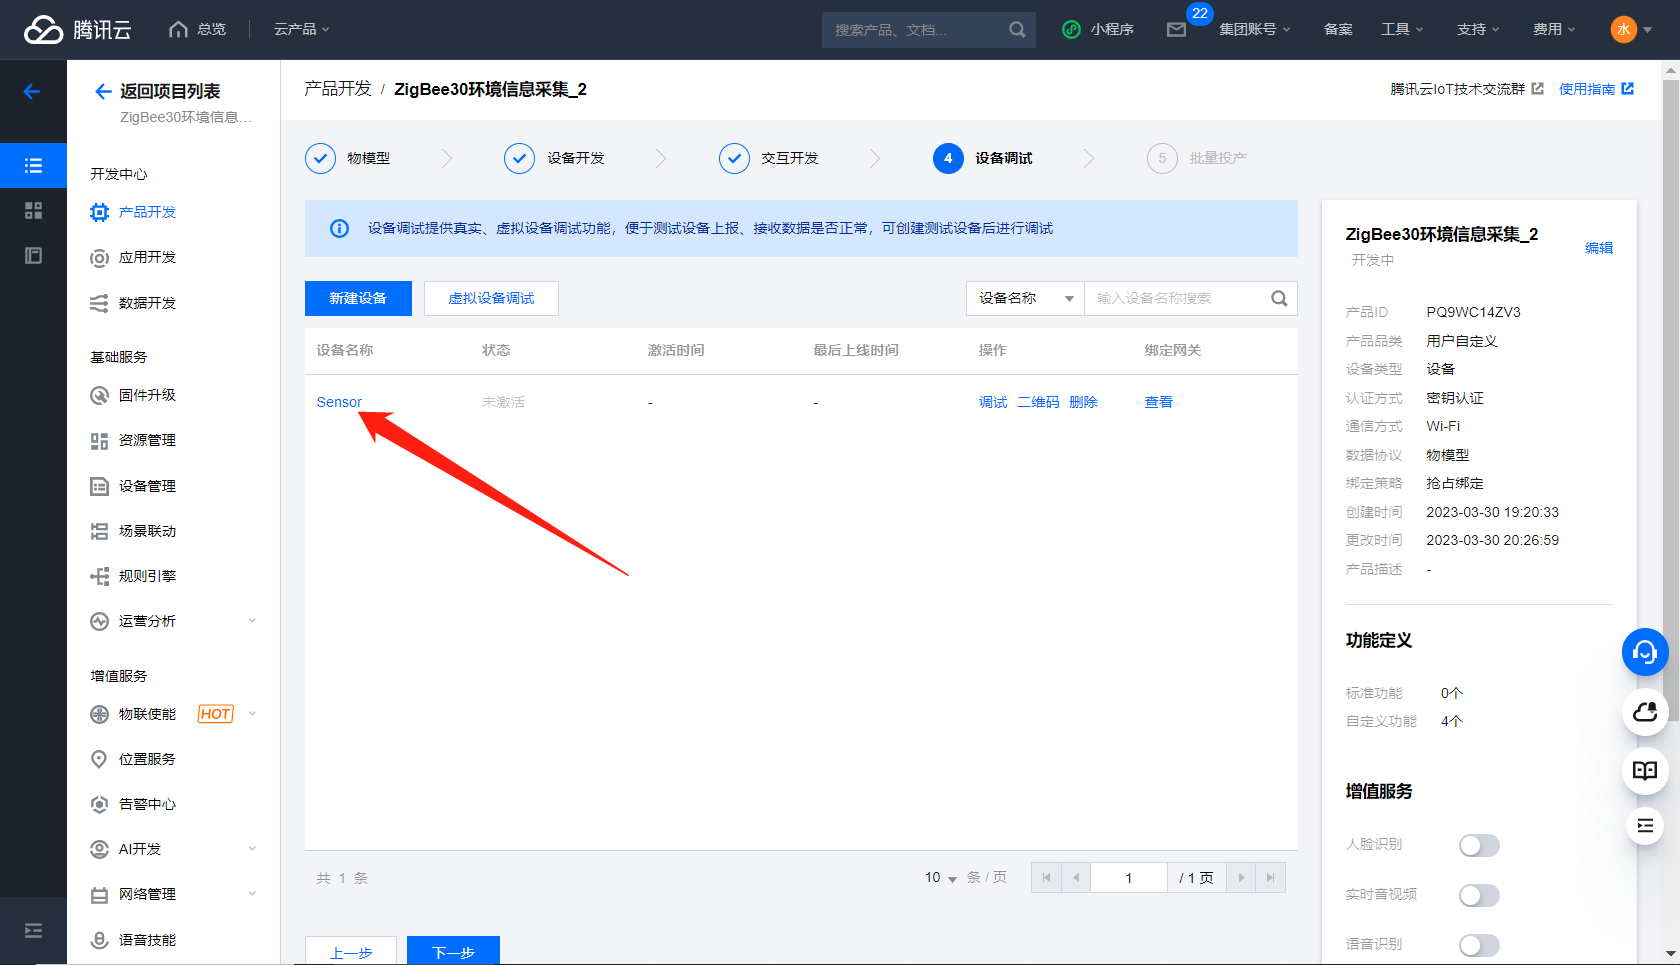 腾讯云
总览
云产品
搜索产品、文档...
小程序
22
集团账号
备案
工具
支持
费用
水
返回项目列表
ZigBee30环境信息...
开发中心
产品开发
应用开发
数据开发
基础服务
固件升级
资源管理
设备管理
场景联动
规则引擎
运营分析
增值服务
物联使能 HOT
位置服务
告警中心
AI开发
网络管理
语音技能
产品开发 / ZigBee30环境信息采集_2
腾讯云IoT技术交流群 使用指南
物模型
设备开发
交互开发
4 设备调试
5 批量投产
设备调试提供真实、虚拟设备调试功能，便于测试设备上报、接收数据是否正常，可创建测试设备后进行调试
新建设备 虚拟设备调试
设备名称 输入设备名称搜索
设备名称 状态 激活时间 最后上线时间 操作 绑定网关
Sensor 未激活 - - 调试 二维码 删除 查看
共 1 条
10 条 / 页 1 / 1 页
上一步 下一步
ZigBee30环境信息采集_2
编辑
开发中
产品ID PQ9WC14ZV3
产品品类 用户自定义
设备类型 设备
认证方式 密钥认证
通信方式 Wi-Fi
数据协议 物模型
绑定策略 抢占绑定
创建时间 2023-03-30 19:20:33
更改时间 2023-03-30 20:26:59
产品描述 -
功能定义
标准功能 0个
自定义功能 4个
增值服务
人脸识别
实时音视频
语音识别